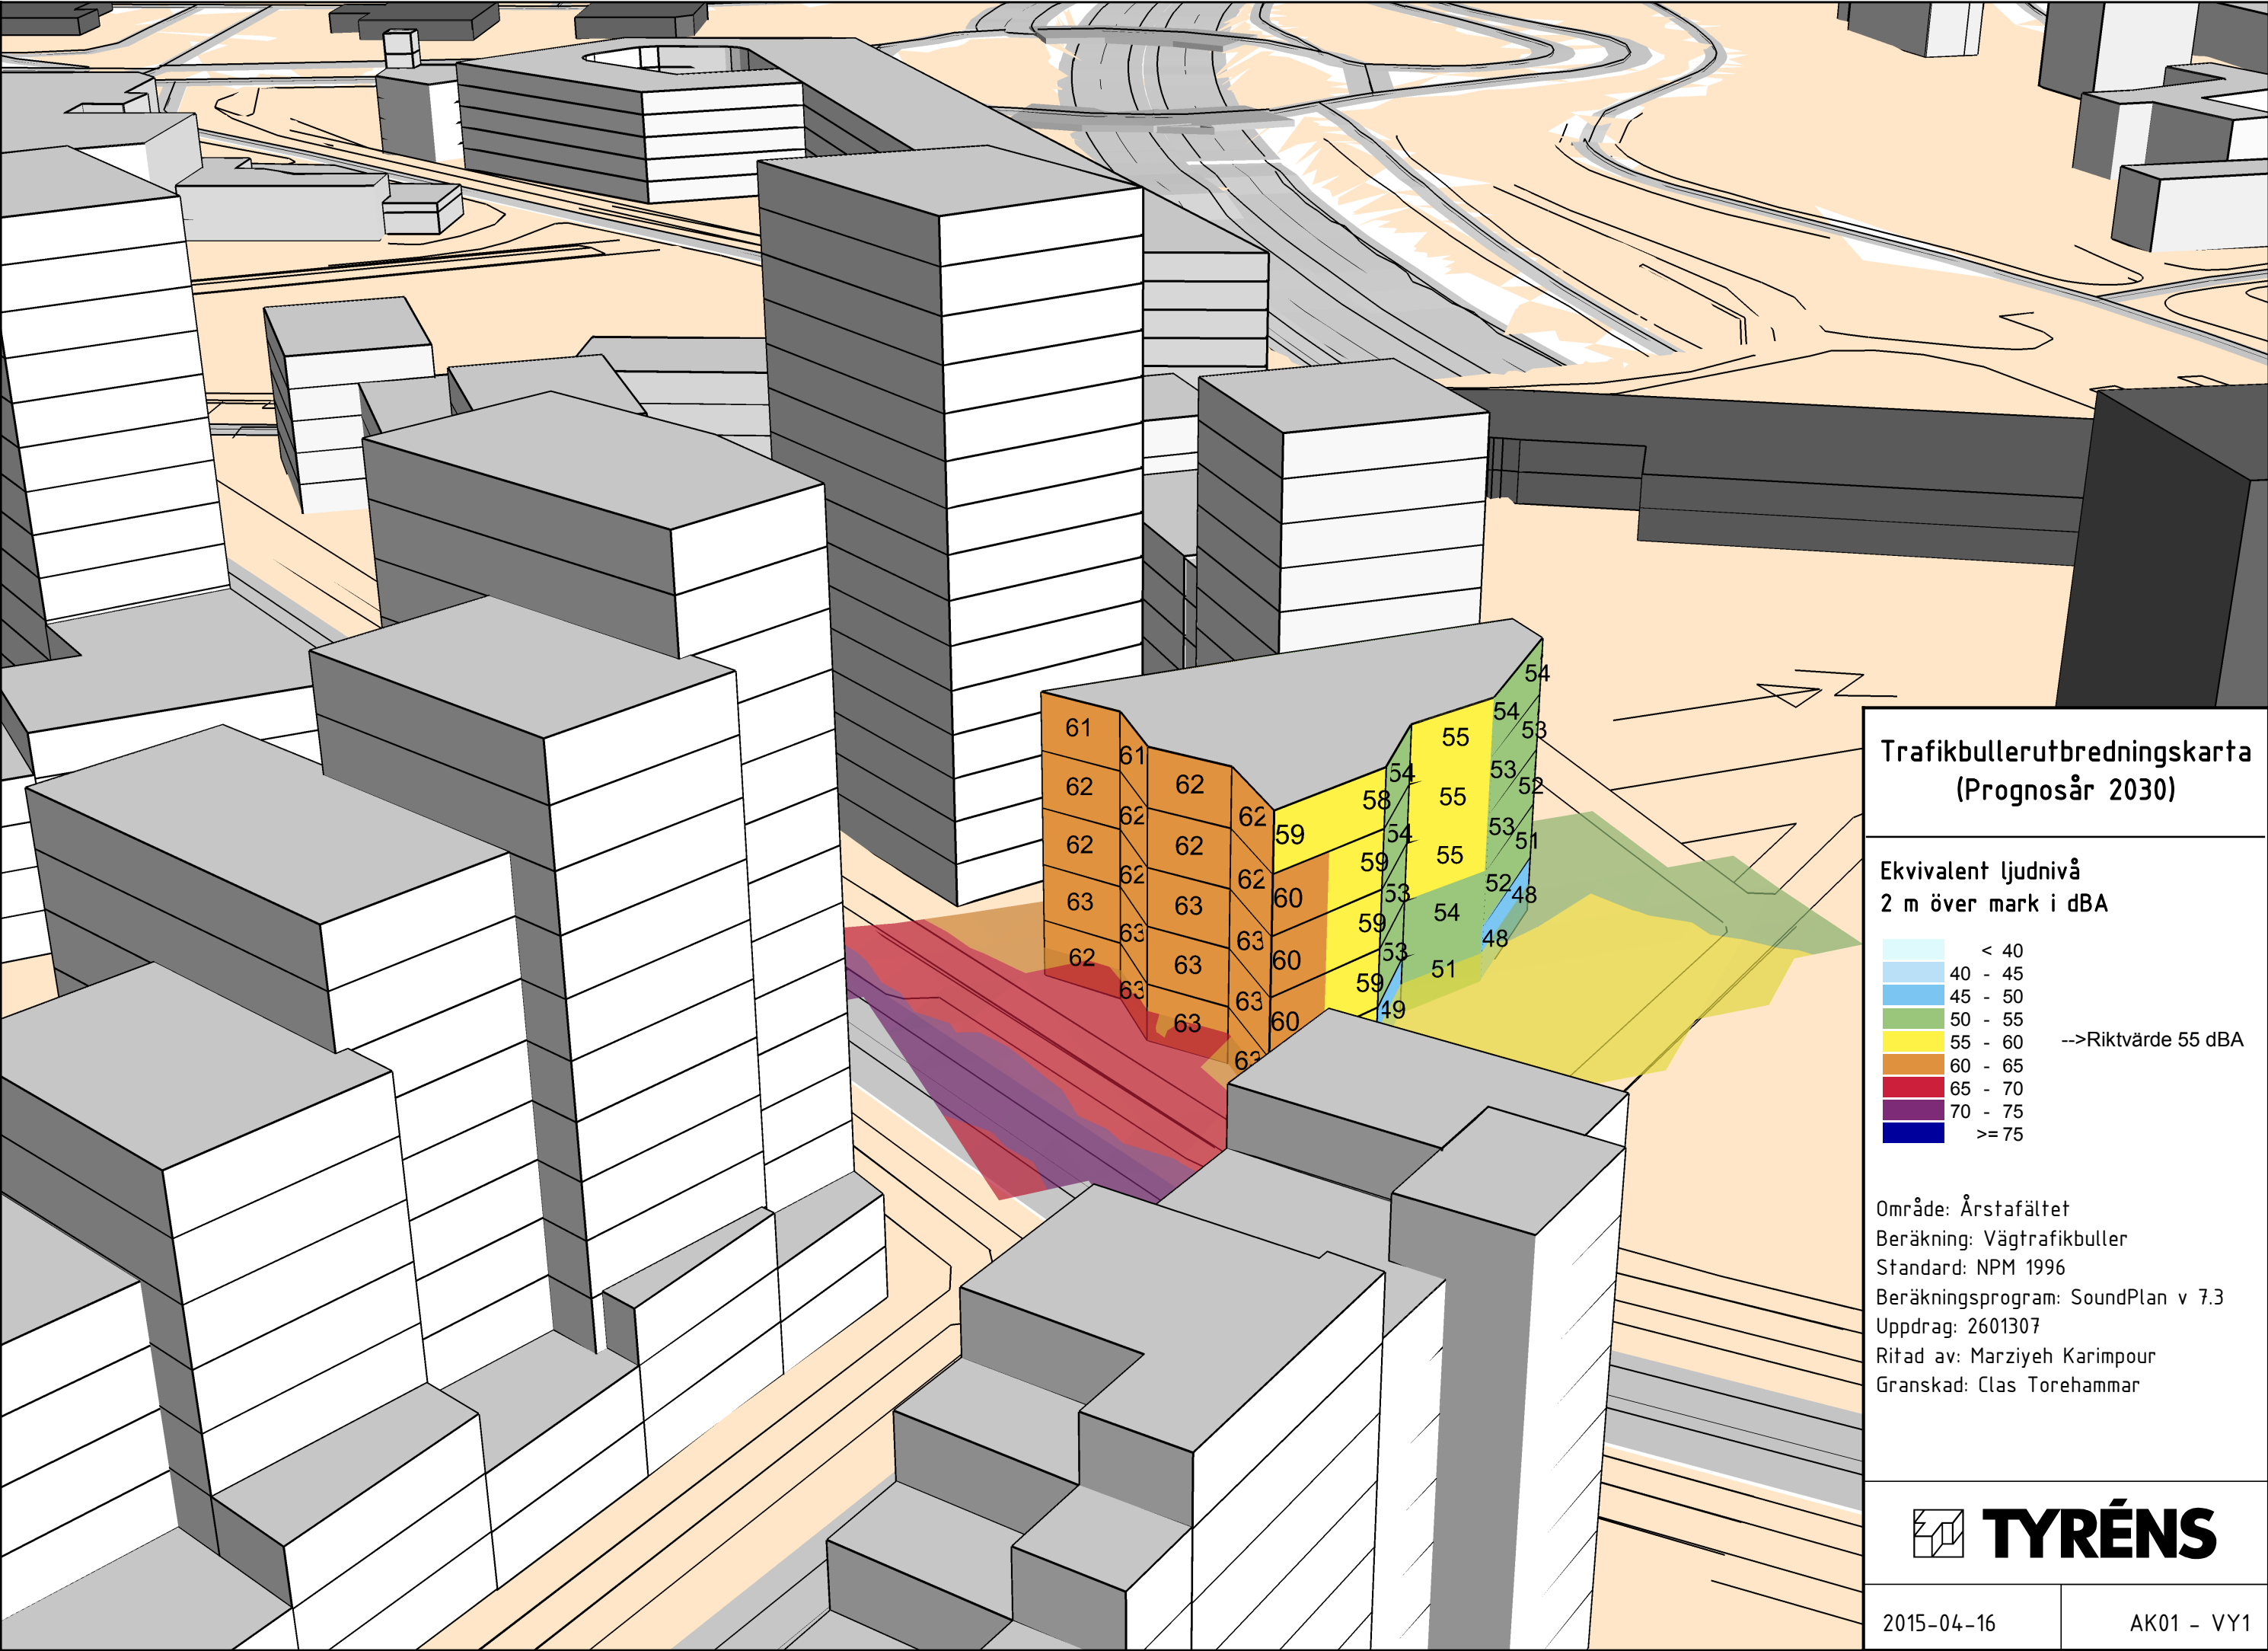 61
61
62
62
62
62
62
62
62
62
62
63
63
63
63
62
63
63
63
63
63
63
59
58
59
60
59
60
59
60
54
54
53
53
49
55
55
55
54
51
54
54
53
53
52
53
51
52
48
48
Trafikbullerutbredningskarta
(Prognosår 2030)
Ekvivalent ljudnivå
2 m över mark i dBA
< 40
40 - 45
45 - 50
50 - 55
55 - 60 -->Riktvärde 55 dBA
60 - 65
65 - 70
70 - 75
>= 75
Område: Årstafältet
Beräkning: Vägtrafikbuller
Standard: NPM 1996
Beräkningsprogram: SoundPlan v 7.3
Uppdrag: 2601307
Ritad av: Marziyeh Karimpour
Granskad: Clas Torehammar
TYRÉNS
2015-04-16 AK01 - VY1